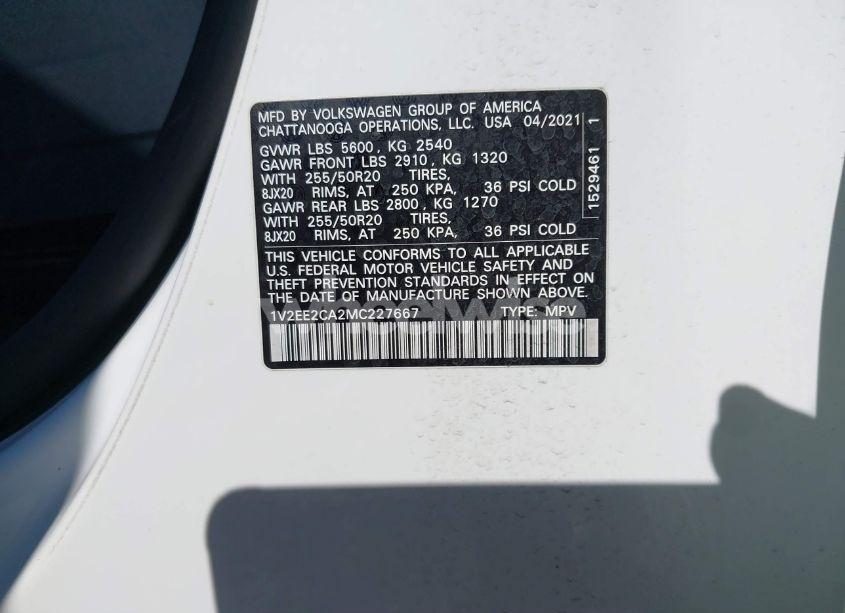 MFD BY VOLKSWAGEN GROUP OF AMERICA
CHATTANOOGA OPERATIONS, LLC. USA 04/2021
GVWR LBS 5600, KG 2540
GAWR FRONT LBS 2910, KG 1320
WITH 255/50R20 TIRES,
8JX20 RIMS, AT 250 KPA, 36 PSI COLD
GAWR REAR LBS 2800, KG 1270
WITH 255/50R20 TIRES,
8JX20 RIMS, AT 250 KPA, 36 PSI COLD
THIS VEHICLE CONFORMS TO ALL APPLICABLE
U.S. FEDERAL MOTOR VEHICLE SAFETY AND
THEFT PREVENTION STANDARDS IN EFFECT ON
THE DATE OF MANUFACTURE SHOWN ABOVE.
1V2EE2CA2MC227667 TYPE: MPV
1529461 1